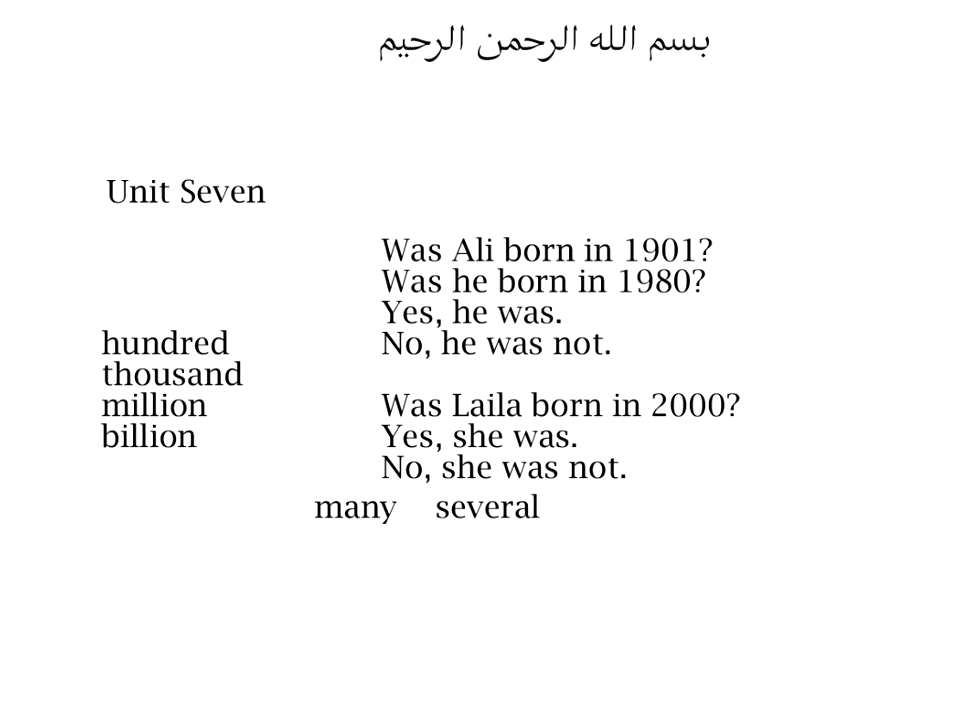 بسم الله الرحمن الرحيم
Unit Seven
Was Ali born in 1901?
Was he born in 1980?
Yes, he was.
No, he was not.
hundred
thousand
million
billion
Was Laila born in 2000?
Yes, she was.
No, she was not.
many several